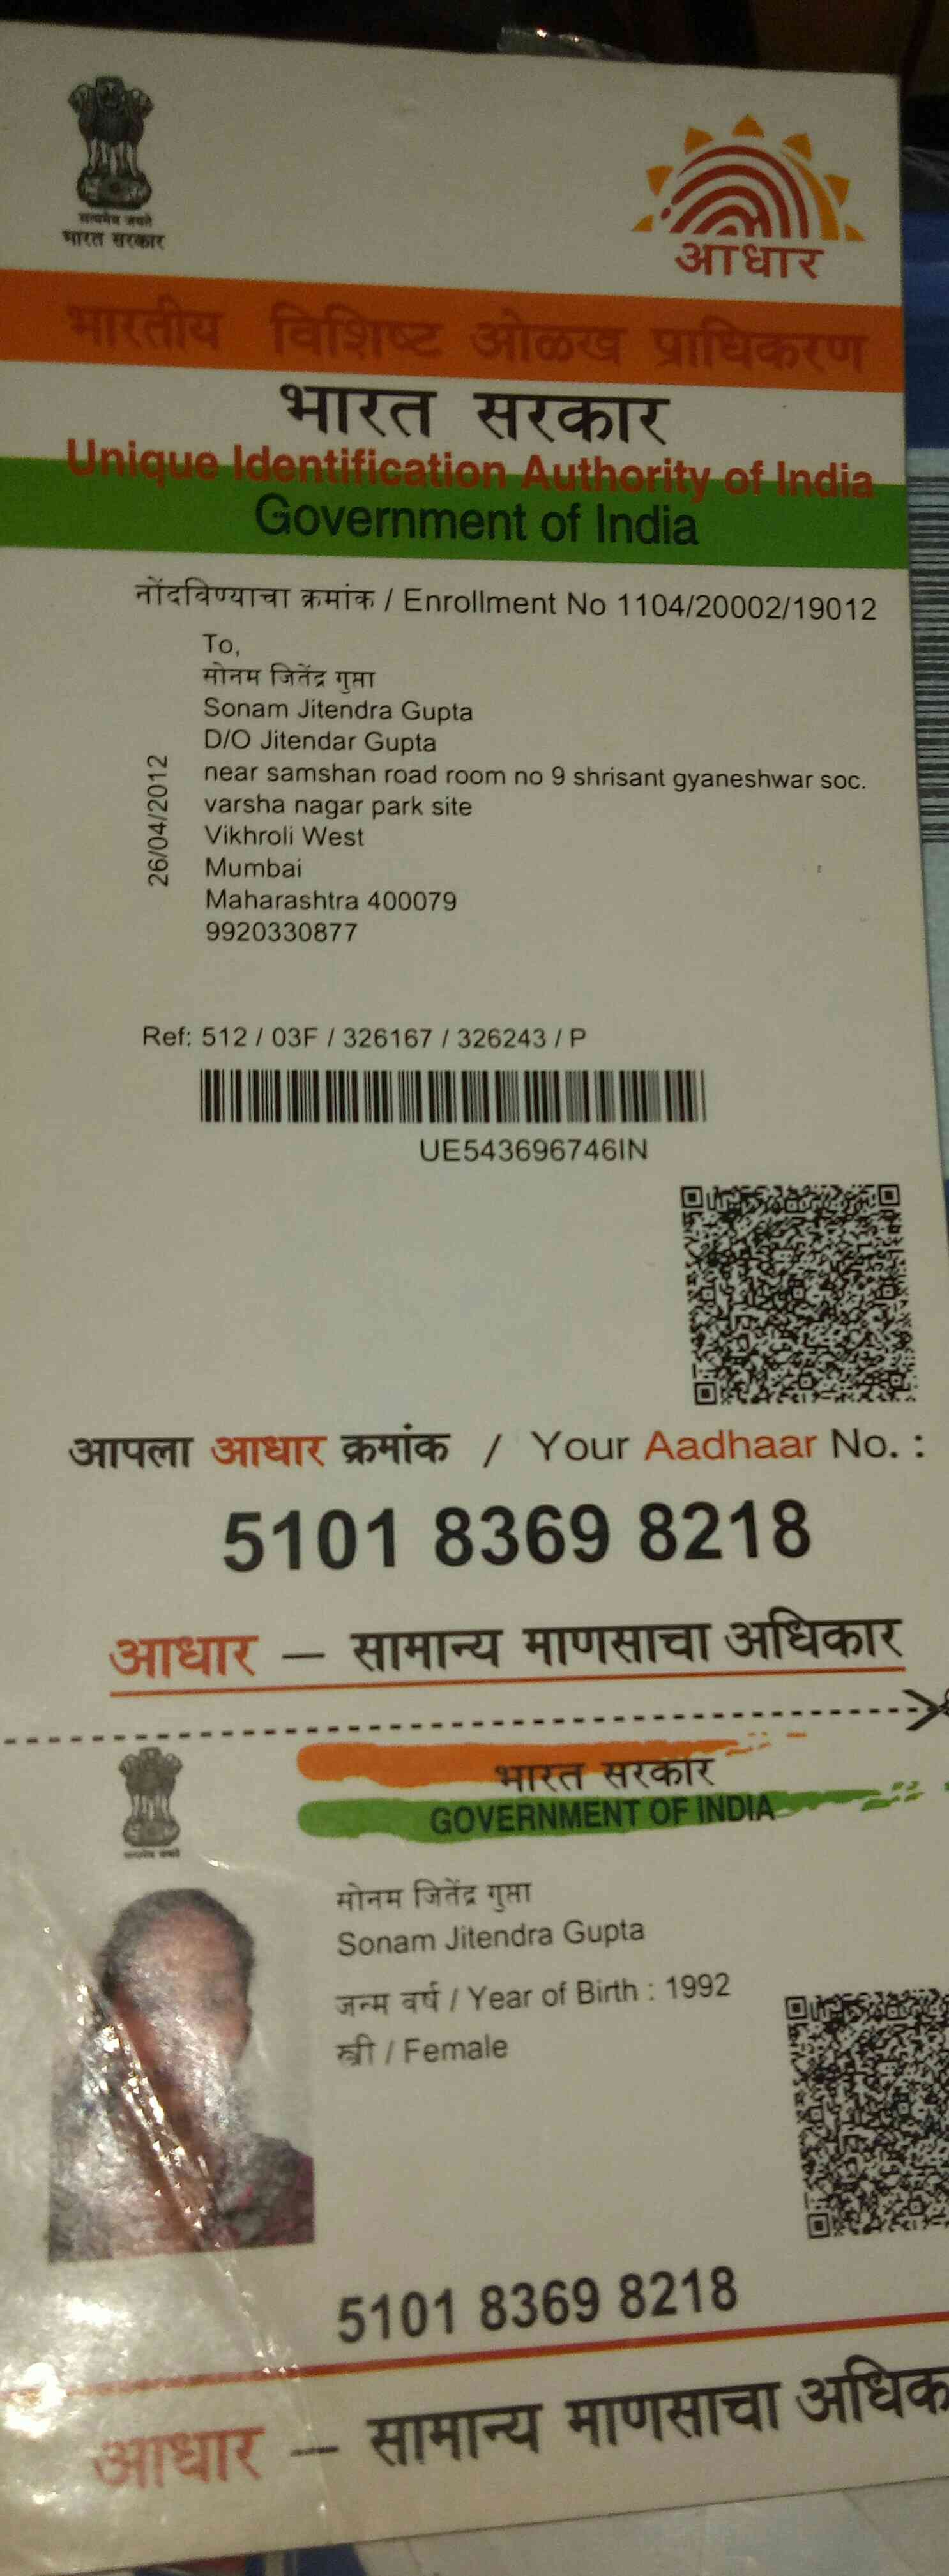 सत्यमेव जयते
भारत सरकार
आधार
भारतीय विशिष्ट ओळख प्राधिकरण
भारत सरकार
Unique Identification Authority of India
Government of India
नोंदविण्याचा क्रमांक / Enrollment No 1104/20002/19012
To,
सोनम जितेंद्र गुप्ता
Sonam Jitendra Gupta
D/O Jitendar Gupta
near samshan road room no 9 shrisant gyaneshwar soc.
varsha nagar park site
Vikhroli West
Mumbai
Maharashtra 400079
9920330877
26/04/2012
Ref: 512 / 03F / 326167 / 326243 / P
UE543696746IN
आपला आधार क्रमांक / Your Aadhaar No. :
5101 8369 8218
आधार — सामान्य माणसाचा अधिकार
भारत सरकार
GOVERNMENT OF INDIA
सत्यमेव जयते
सोनम जितेंद्र गुप्ता
Sonam Jitendra Gupta
जन्म वर्ष / Year of Birth : 1992
स्त्री / Female
5101 8369 8218
आधार — सामान्य माणसाचा